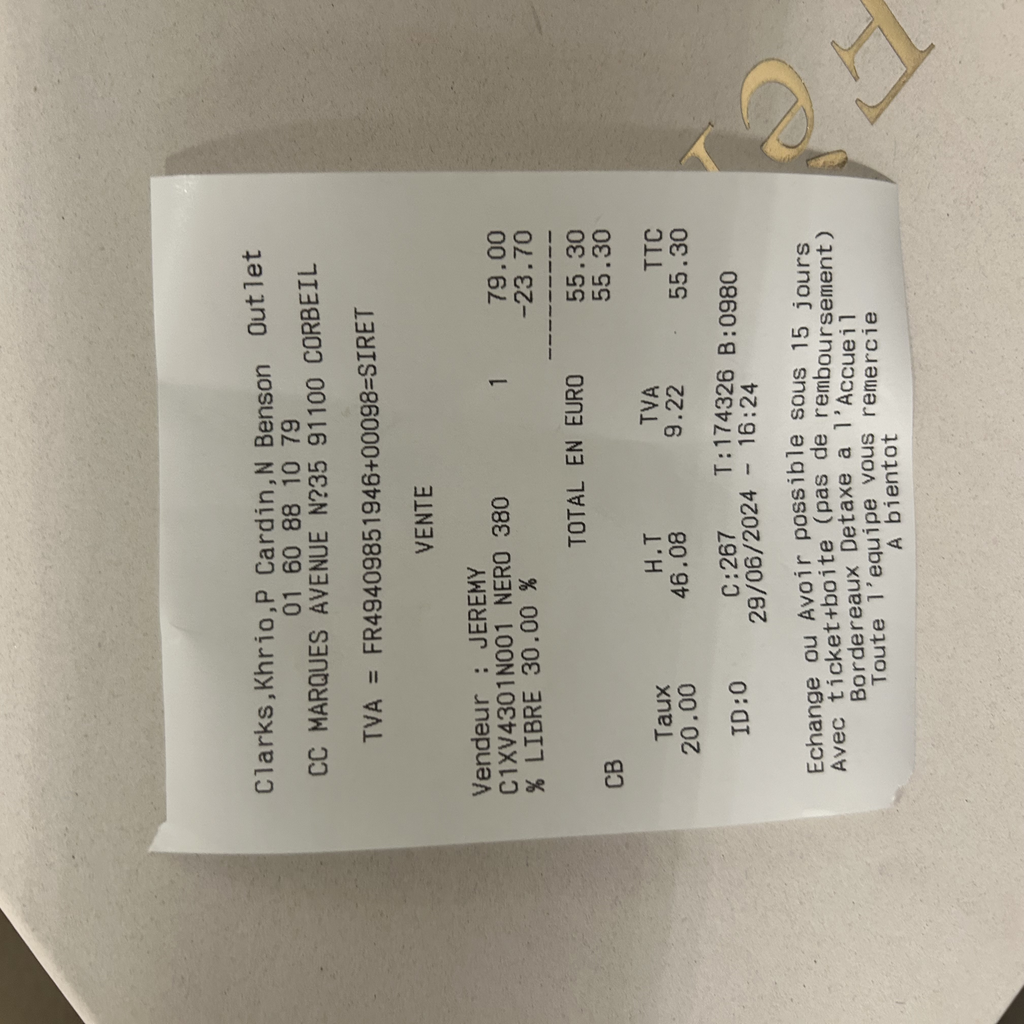 Clarks,Khrio,P Cardin,N Benson Outlet
01 60 88 10 79
CC MARQUES AVENUE N?35 91100 CORBEIL
TVA = FR49409851946+00098=SIRET
VENTE
Vendeur : JEREMY
C1XV4301N001 NERO 380 1 79.00
% LIBRE 30.00 % -23.70
---------
TOTAL EN EURO 55.30
CB 55.30
Taux H.T TVA TTC
20.00 46.08 9.22 55.30
ID:0 C:267 T:174326 B:0980
29/06/2024 - 16:24
Echange ou Avoir possible sous 15 jours
Avec ticket+boite (pas de remboursement)
Bordereaux Detaxe a l'Accueil
Toute l'equipe vous remercie
A bientot